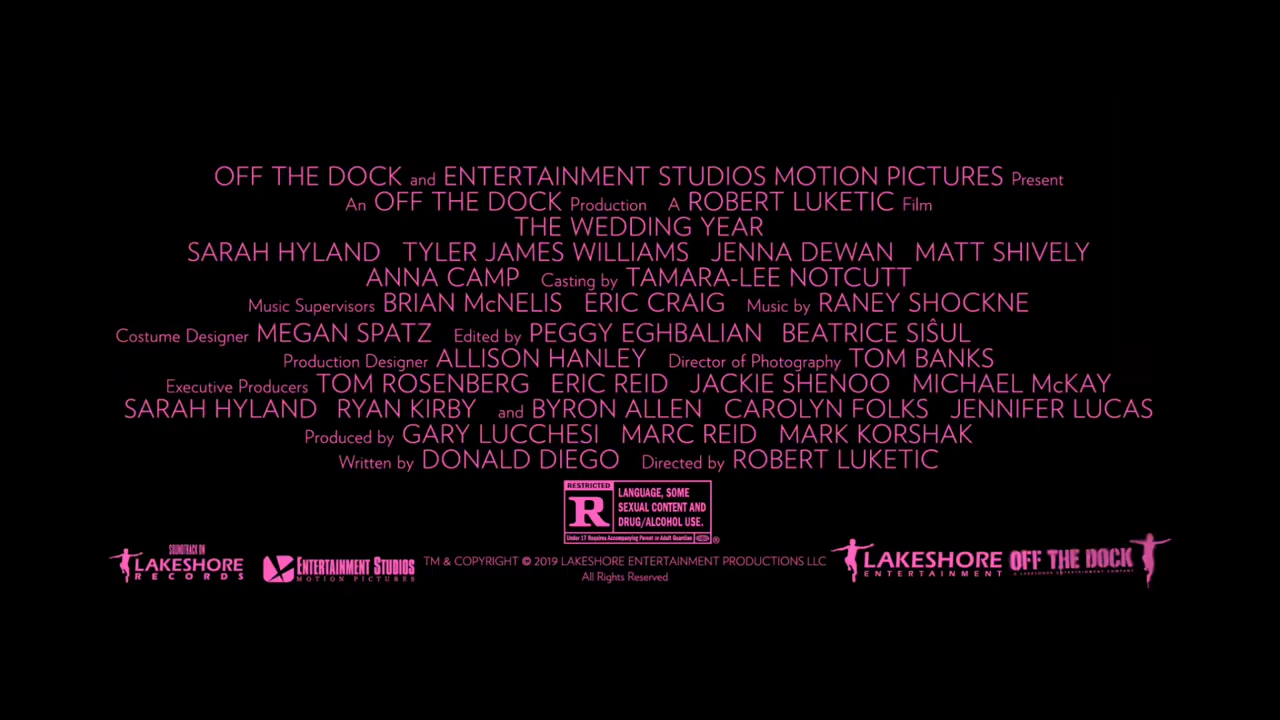 OFF THE DOCK and ENTERTAINMENT STUDIOS MOTION PICTURES Present
An OFF THE DOCK Production A ROBERT LUKETIC Film
THE WEDDING YEAR
SARAH HYLAND TYLER JAMES WILLIAMS JENNA DEWAN MATT SHIVELY
ANNA CAMP Casting by TAMARA-LEE NOTCUTT
Music Supervisors BRIAN McNELIS ERIC CRAIG Music by RANEY SHOCKNE
Costume Designer MEGAN SPATZ Edited by PEGGY EGHBALIAN BEATRICE SIŜUL
Production Designer ALLISON HANLEY Director of Photography TOM BANKS
Executive Producers TOM ROSENBERG ERIC REID JACKIE SHENOO MICHAEL McKAY
SARAH HYLAND RYAN KIRBY and BYRON ALLEN CAROLYN FOLKS JENNIFER LUCAS
Produced by GARY LUCCHESI MARC REID MARK KORSHAK
Written by DONALD DIEGO Directed by ROBERT LUKETIC
RESTRICTED
R
LANGUAGE, SOME
SEXUAL CONTENT AND
DRUG/ALCOHOL USE.
Under 17 Requires Accompanying Parent or Adult Guardian
®
SOUNDTRACK ON
LAKESHORE
RECORDS
ENTERTAINMENT STUDIOS
MOTION PICTURES
TM & COPYRIGHT © 2019 LAKESHORE ENTERTAINMENT PRODUCTIONS LLC
All Rights Reserved
LAKESHORE
ENTERTAINMENT
OFF THE DOCK
A LAKESHORE ENTERTAINMENT COMPANY